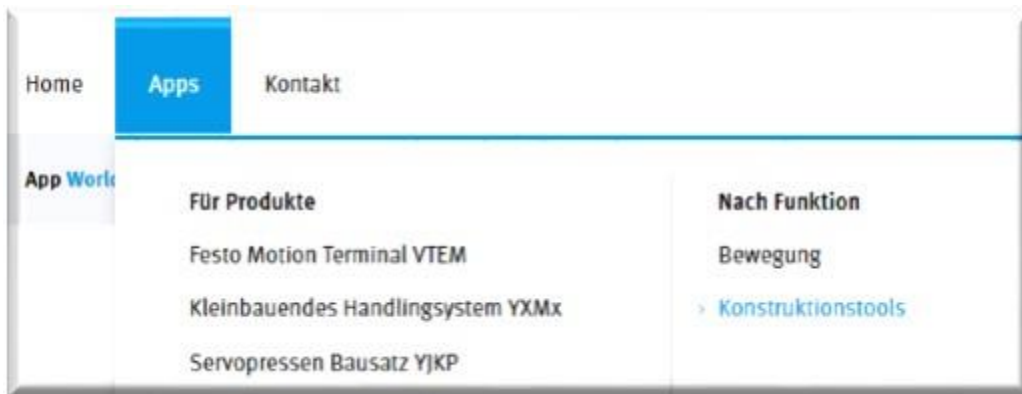 Home Apps Kontakt
App World
Für Produkte
Festo Motion Terminal VTEM
Kleinbauendes Handlingsystem YXMx
Servopressen Bausatz YJKP
Nach Funktion
Bewegung
› Konstruktionstools